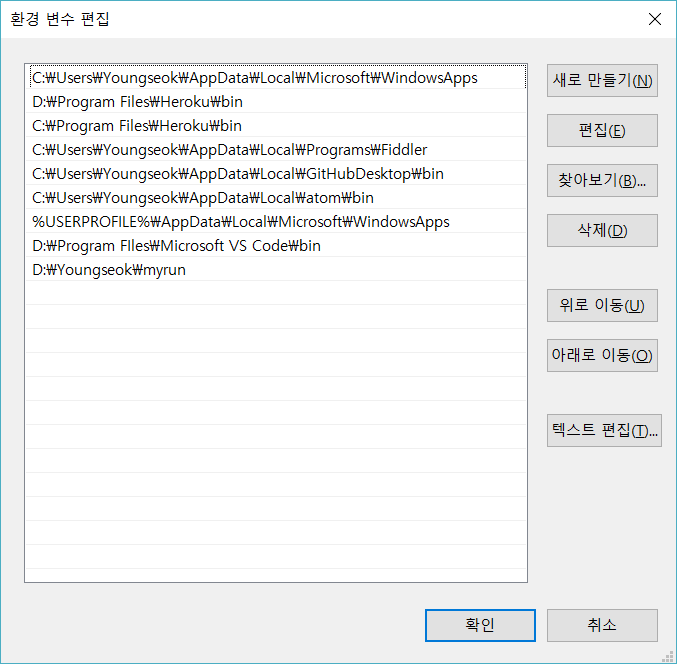 환경 변수 편집
C:₩Users₩Youngseok₩AppData₩Local₩Microsoft₩WindowsApps
D:₩Program Files₩Heroku₩bin
C:₩Program Files₩Heroku₩bin
C:₩Users₩Youngseok₩AppData₩Local₩Programs₩Fiddler
C:₩Users₩Youngseok₩AppData₩Local₩GitHubDesktop₩bin
C:₩Users₩Youngseok₩AppData₩Local₩atom₩bin
%USERPROFILE%₩AppData₩Local₩Microsoft₩WindowsApps
D:₩Program FIles₩Microsoft VS Code₩bin
D:₩Youngseok₩myrun
새로 만들기(N)
편집(E)
찾아보기(B)...
삭제(D)
위로 이동(U)
아래로 이동(O)
텍스트 편집(T)...
확인
취소